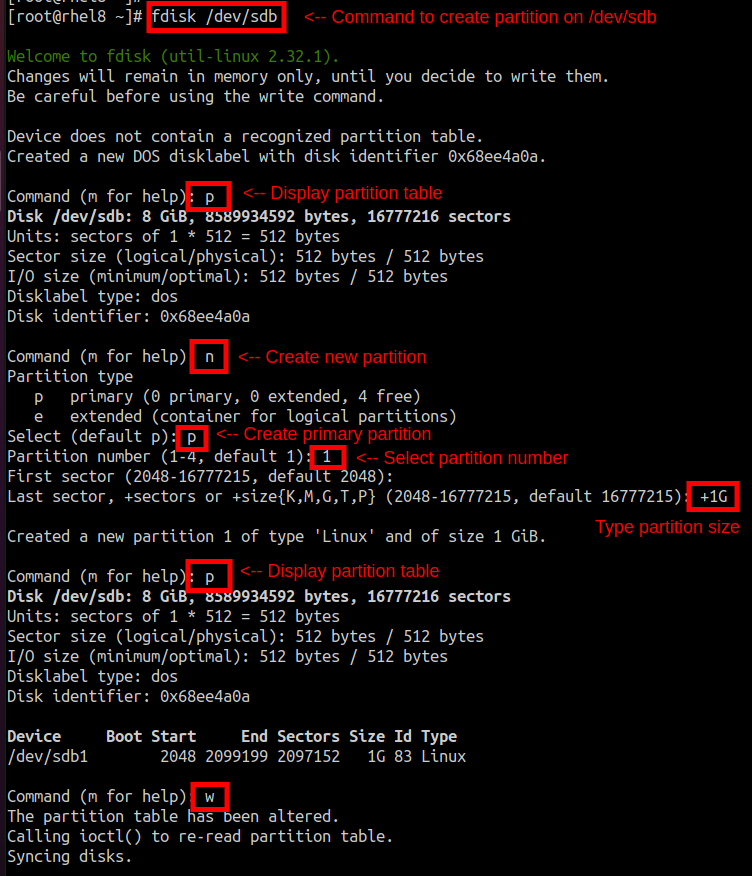 [root@rhel8 ~]#
[root@rhel8 ~]# fdisk /dev/sdb <-- Command to create partition on /dev/sdb
Welcome to fdisk (util-linux 2.32.1).
Changes will remain in memory only, until you decide to write them.
Be careful before using the write command.
Device does not contain a recognized partition table.
Created a new DOS disklabel with disk identifier 0x68ee4a0a.
Command (m for help): p <-- Display partition table
Disk /dev/sdb: 8 GiB, 8589934592 bytes, 16777216 sectors
Units: sectors of 1 * 512 = 512 bytes
Sector size (logical/physical): 512 bytes / 512 bytes
I/O size (minimum/optimal): 512 bytes / 512 bytes
Disklabel type: dos
Disk identifier: 0x68ee4a0a
Command (m for help) n <-- Create new partition
Partition type
p primary (0 primary, 0 extended, 4 free)
e extended (container for logical partitions)
Select (default p): p <-- Create primary partition
Partition number (1-4, default 1): 1 <-- Select partition number
First sector (2048-16777215, default 2048):
Last sector, +sectors or +size{K,M,G,T,P} (2048-16777215, default 16777215): +1G
Type partition size
Created a new partition 1 of type 'Linux' and of size 1 GiB.
Command (m for help): p <-- Display partition table
Disk /dev/sdb: 8 GiB, 8589934592 bytes, 16777216 sectors
Units: sectors of 1 * 512 = 512 bytes
Sector size (logical/physical): 512 bytes / 512 bytes
I/O size (minimum/optimal): 512 bytes / 512 bytes
Disklabel type: dos
Disk identifier: 0x68ee4a0a
Device Boot Start End Sectors Size Id Type
/dev/sdb1 2048 2099199 2097152 1G 83 Linux
Command (m for help): w
The partition table has been altered.
Calling ioctl() to re-read partition table.
Syncing disks.